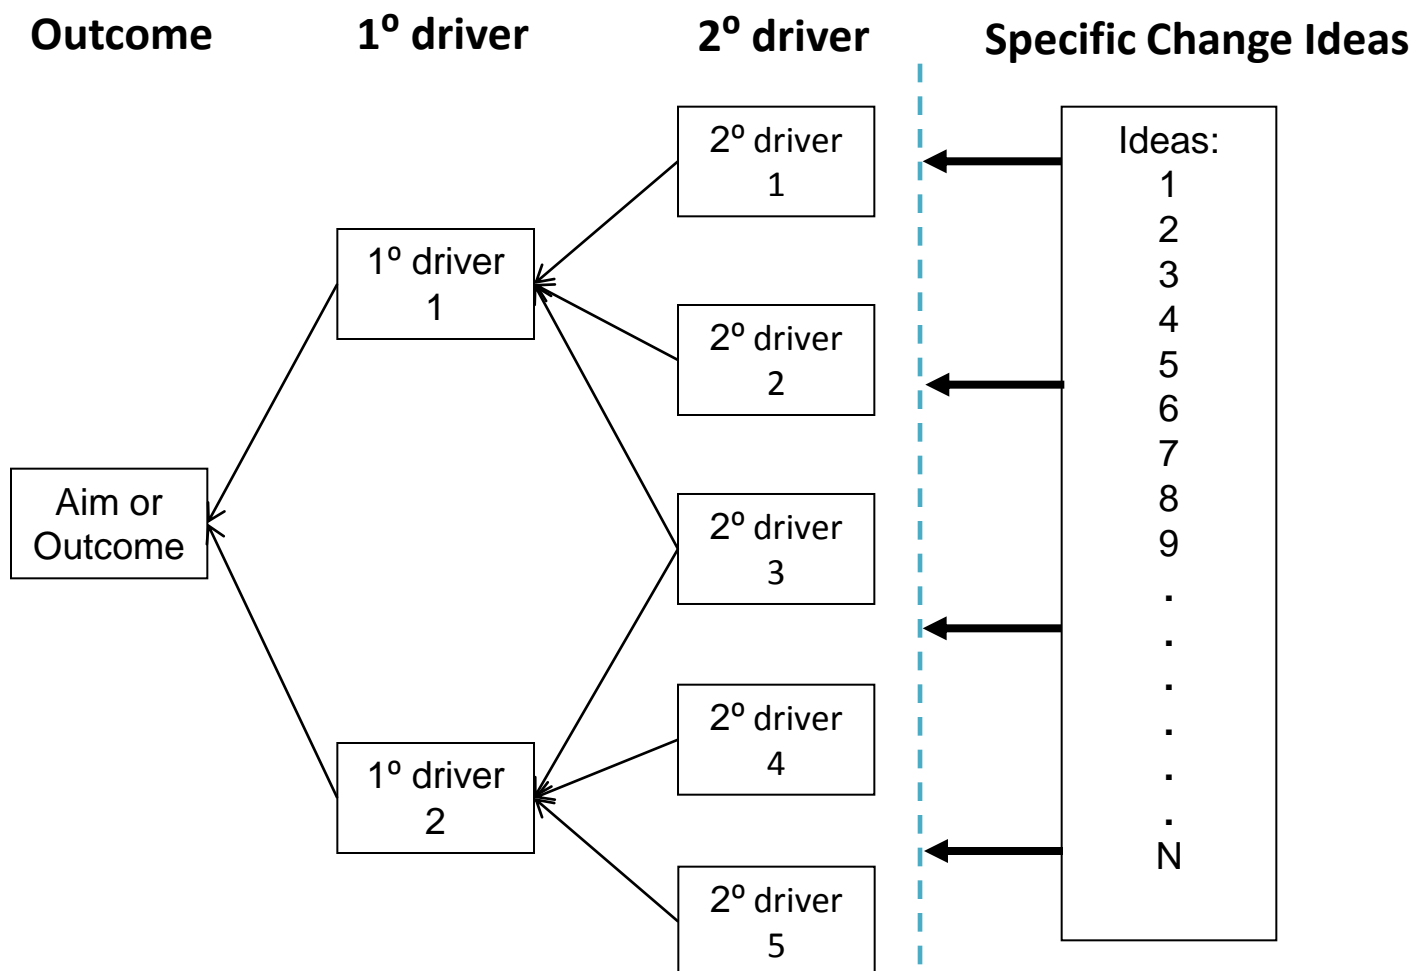 Outcome
1º driver
2º driver
Specific Change Ideas
Aim or
Outcome
1º driver
1
1º driver
2
2º driver
1
2º driver
2
2º driver
3
2º driver
4
2º driver
5
Ideas:
1
2
3
4
5
6
7
8
9
.
.
.
.
.
.
N